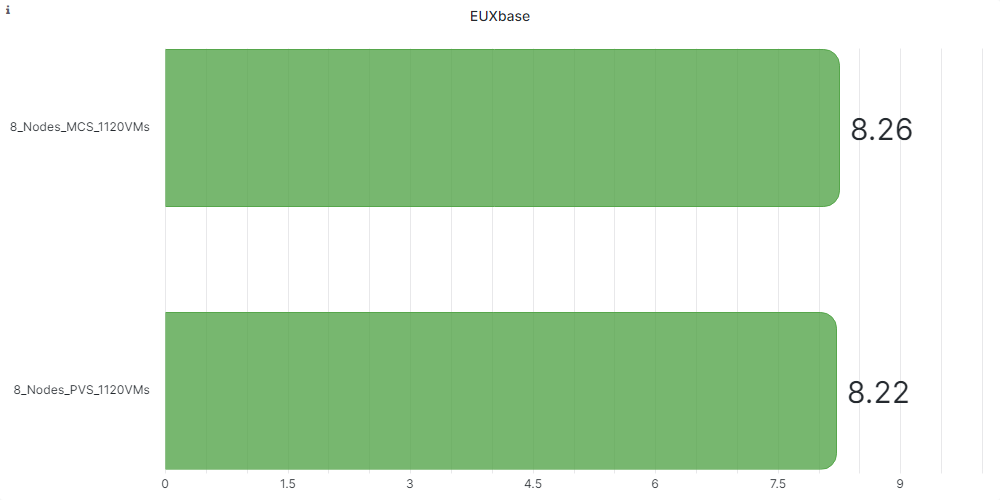 i
EUXbase
8_Nodes_MCS_1120VMs
8.26
8_Nodes_PVS_1120VMs
8.22
0 1.5 3 4.5 6 7.5 9